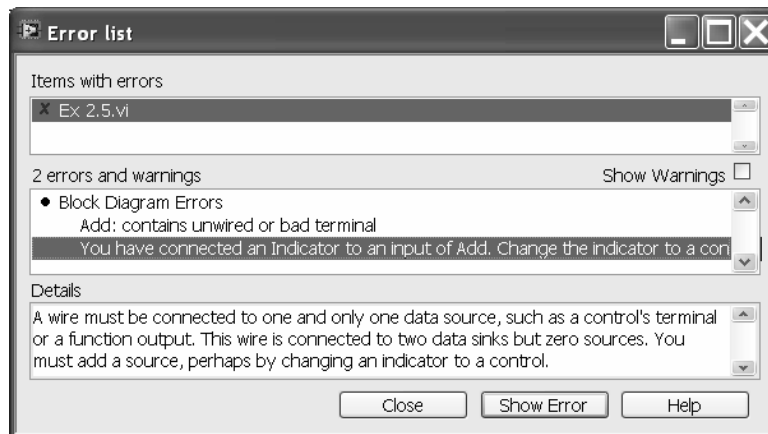 Error list
Items with errors
Ex 2.5.vi
2 errors and warnings Show Warnings
Block Diagram Errors
Add: contains unwired or bad terminal
You have connected an Indicator to an input of Add. Change the indicator to a con
Details
A wire must be connected to one and only one data source, such as a control's terminal
or a function output. This wire is connected to two data sinks but zero sources. You
must add a source, perhaps by changing an indicator to a control.
Close Show Error Help